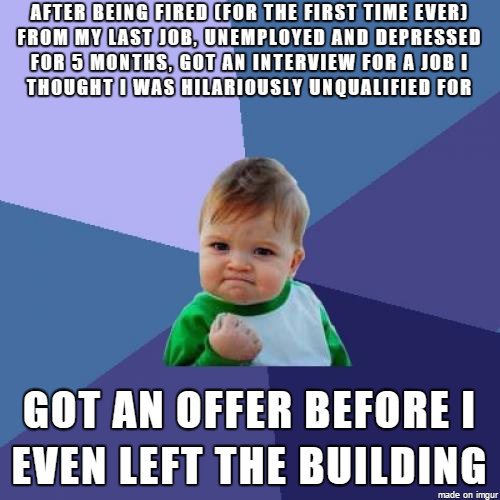 AFTER BEING FIRED (FOR THE FIRST TIME EVER)
FROM MY LAST JOB, UNEMPLOYED AND DEPRESSED
FOR 5 MONTHS, GOT AN INTERVIEW FOR A JOB I
THOUGHT I WAS HILARIOUSLY UNQUALIFIED FOR
GOT AN OFFER BEFORE I
EVEN LEFT THE BUILDING
made on imgur